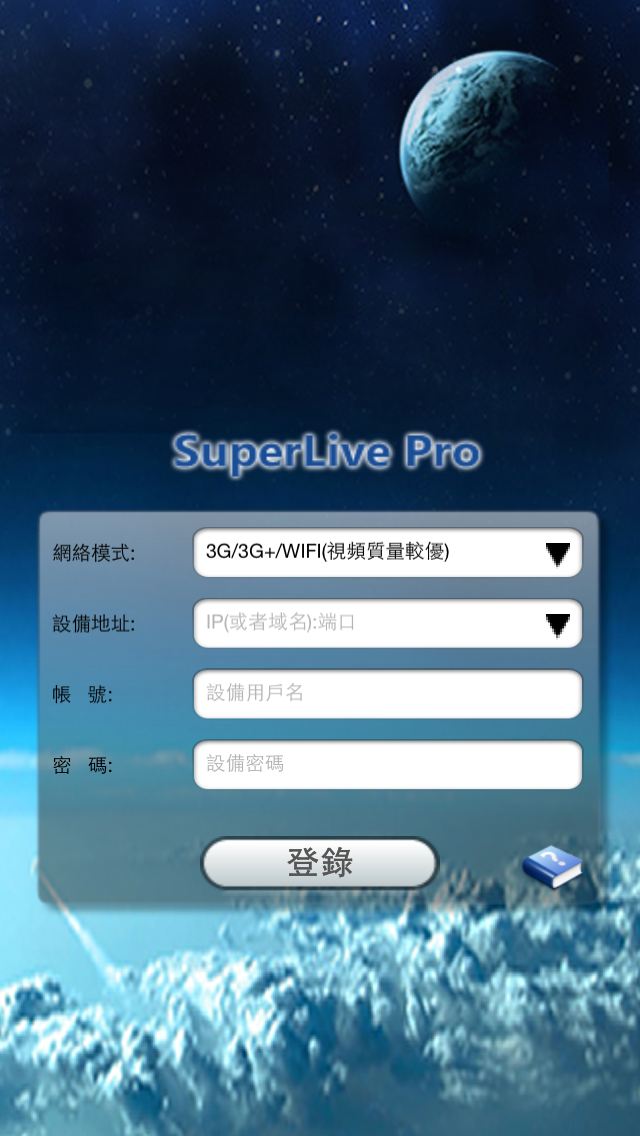 SuperLive Pro
網絡模式: 3G/3G+/WIFI(視頻質量較優)
設備地址: IP(或者域名):端口
帳 號: 設備用戶名
密 碼: 設備密碼
登錄
?